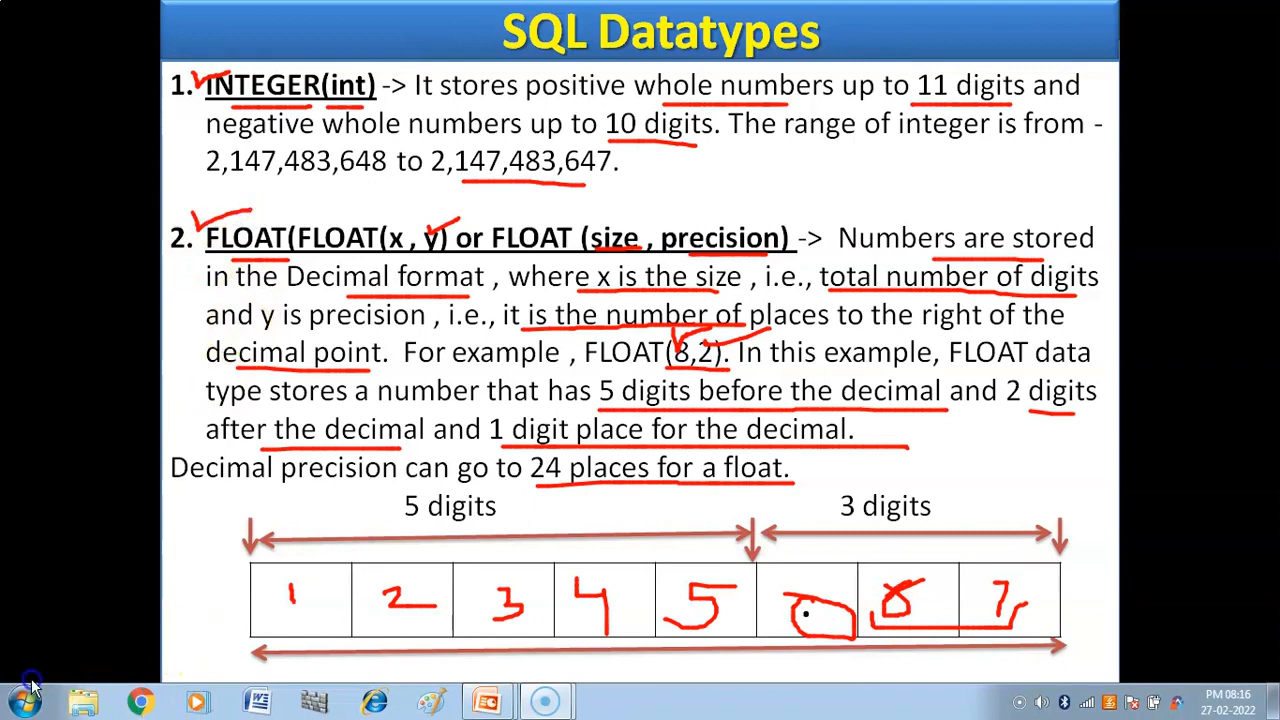 SQL Datatypes
1. INTEGER(int) -> It stores positive whole numbers up to 11 digits and
negative whole numbers up to 10 digits. The range of integer is from -
2,147,483,648 to 2,147,483,647.
2. FLOAT(FLOAT(x , y) or FLOAT (size , precision) -> Numbers are stored
in the Decimal format , where x is the size , i.e., total number of digits
and y is precision , i.e., it is the number of places to the right of the
decimal point. For example , FLOAT(8,2). In this example, FLOAT data
type stores a number that has 5 digits before the decimal and 2 digits
after the decimal and 1 digit place for the decimal.
Decimal precision can go to 24 places for a float.
5 digits 3 digits
1 2 3 4 5 . 8 7
PM 08:16
27-02-2022